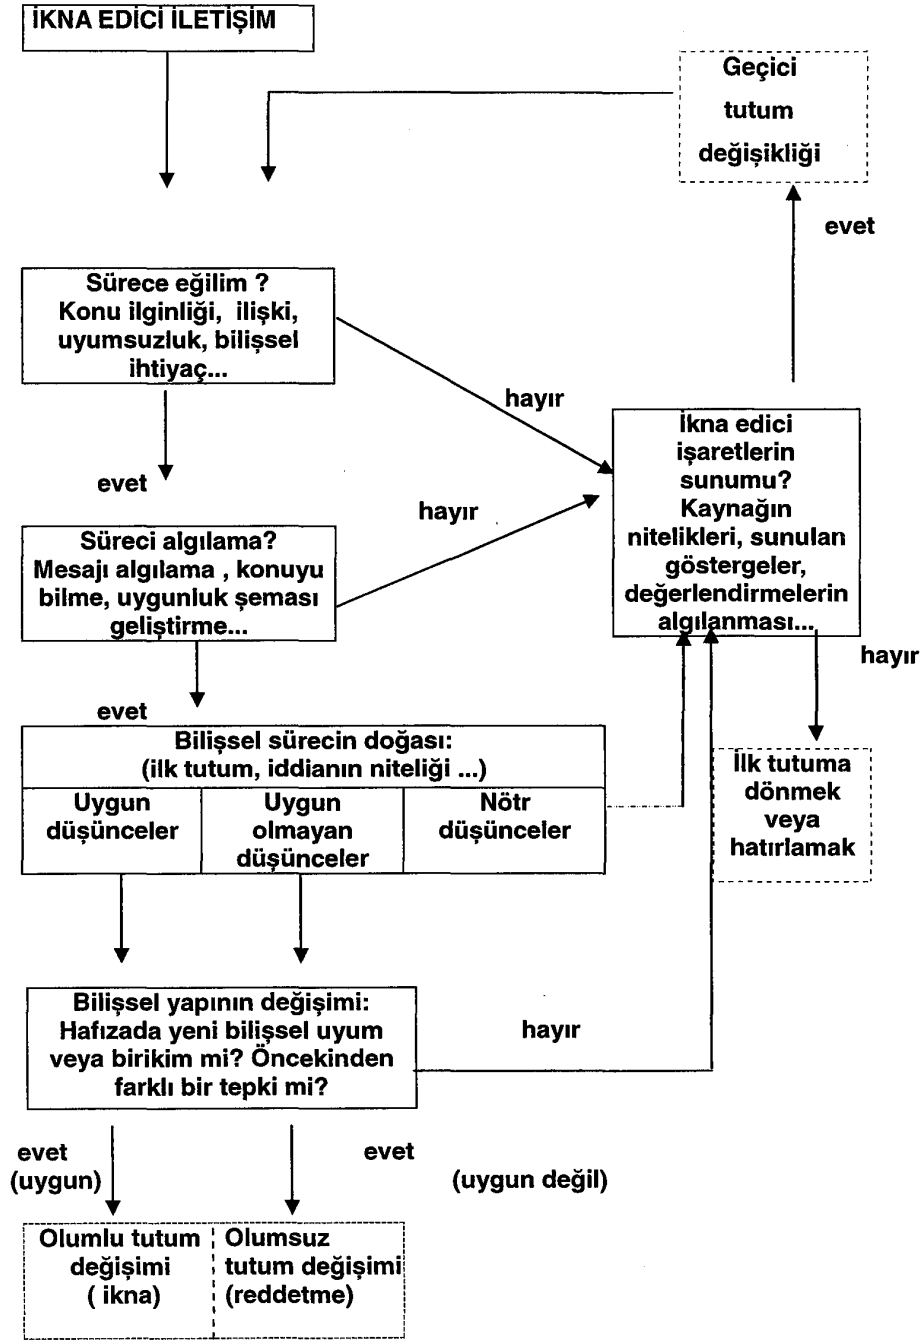 İKNA EDİCİ İLETİŞİM
Geçici
tutum
değişikliği
evet
Sürece eğilim ?
Konu ilginliği, ilişki,
uyumsuzluk, bilişsel
ihtiyaç...
hayır
evet
İkna edici
işaretlerin
sunumu?
Kaynağın
nitelikleri, sunulan
göstergeler,
değerlendirmelerin
algılanması...
hayır
Süreci algılama?
Mesajı algılama , konuyu
bilme, uygunluk şeması
geliştirme...
hayır
evet
Bilişsel sürecin doğası:
(ilk tutum, iddianın niteliği ...)
Uygun
düşünceler
Uygun
olmayan
düşünceler
Nötr
düşünceler
İlk tutuma
dönmek
veya
hatırlamak
Bilişsel yapının değişimi:
Hafızada yeni bilişsel uyum
veya birikim mi? Öncekinden
farklı bir tepki mi?
hayır
evet
(uygun)
evet
(uygun değil)
Olumlu tutum
değişimi
( ikna)
Olumsuz
tutum değişimi
(reddetme)